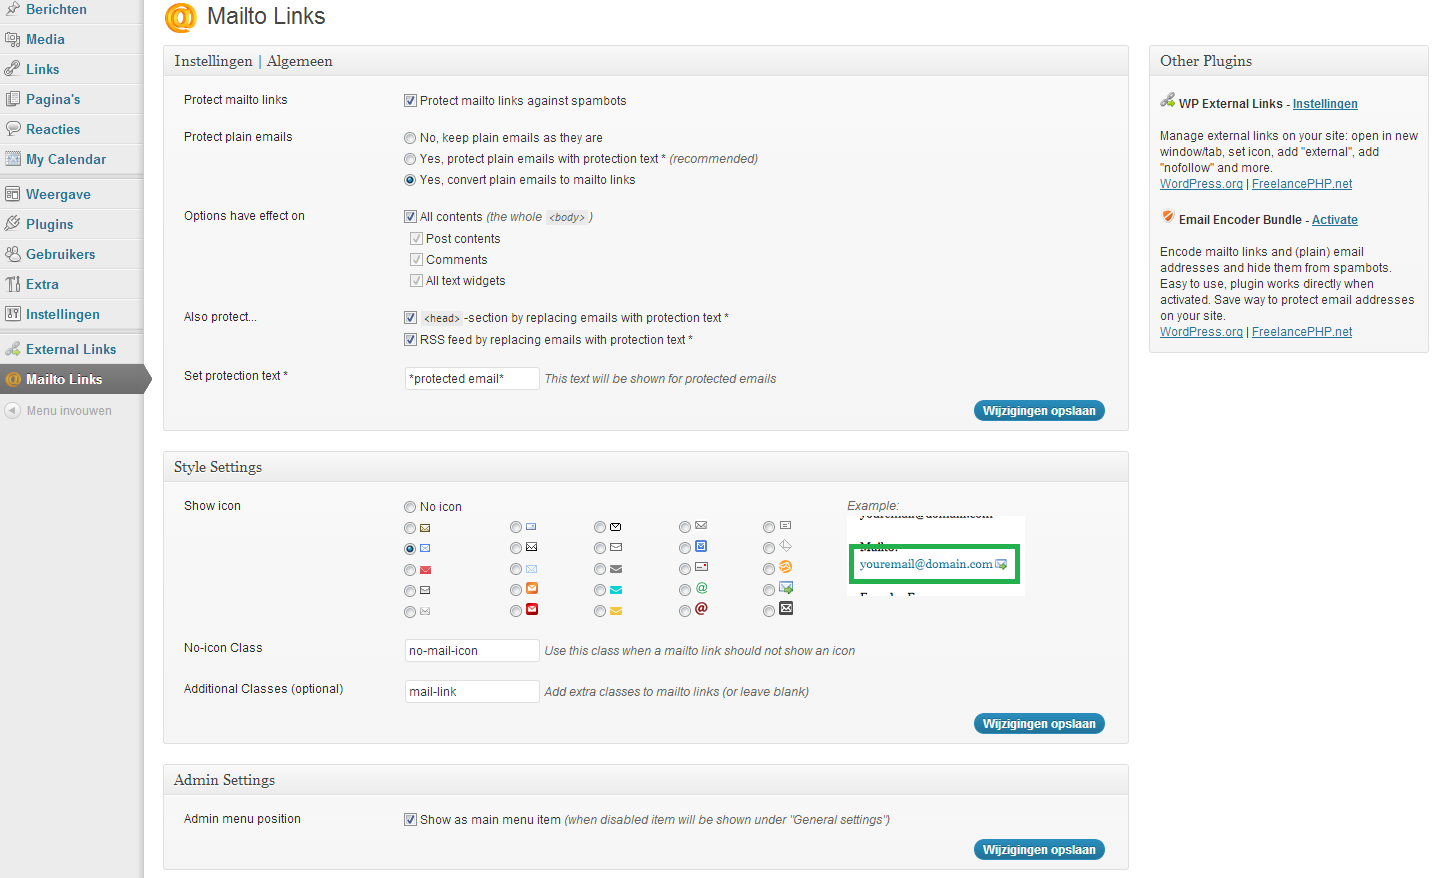 Berichten
Media
Links
Pagina's
Reacties
My Calendar
Weergave
Plugins
Gebruikers
Extra
Instellingen
External Links
Mailto Links
Menu invouwen
Mailto Links
Instellingen | Algemeen
Protect mailto links
Protect mailto links against spambots
Protect plain emails
No, keep plain emails as they are
Yes, protect plain emails with protection text * (recommended)
Yes, convert plain emails to mailto links
Options have effect on
All contents (the whole <body> )
Post contents
Comments
All text widgets
Also protect...
<head> -section by replacing emails with protection text *
RSS feed by replacing emails with protection text *
Set protection text *
*protected email* This text will be shown for protected emails
Wijzigingen opslaan
Style Settings
Show icon
No icon
Example:
youremail@domain.com
Mailto:
youremail@domain.com
No-icon Class
no-mail-icon Use this class when a mailto link should not show an icon
Additional Classes (optional)
mail-link Add extra classes to mailto links (or leave blank)
Wijzigingen opslaan
Admin Settings
Admin menu position
Show as main menu item (when disabled item will be shown under "General settings")
Wijzigingen opslaan
Other Plugins
WP External Links - Instellingen
Manage external links on your site: open in new
window/tab, set icon, add "external", add
"nofollow" and more.
WordPress.org | FreelancePHP.net
Email Encoder Bundle - Activate
Encode mailto links and (plain) email
addresses and hide them from spambots.
Easy to use, plugin works directly when
activated. Save way to protect email addresses
on your site.
WordPress.org | FreelancePHP.net